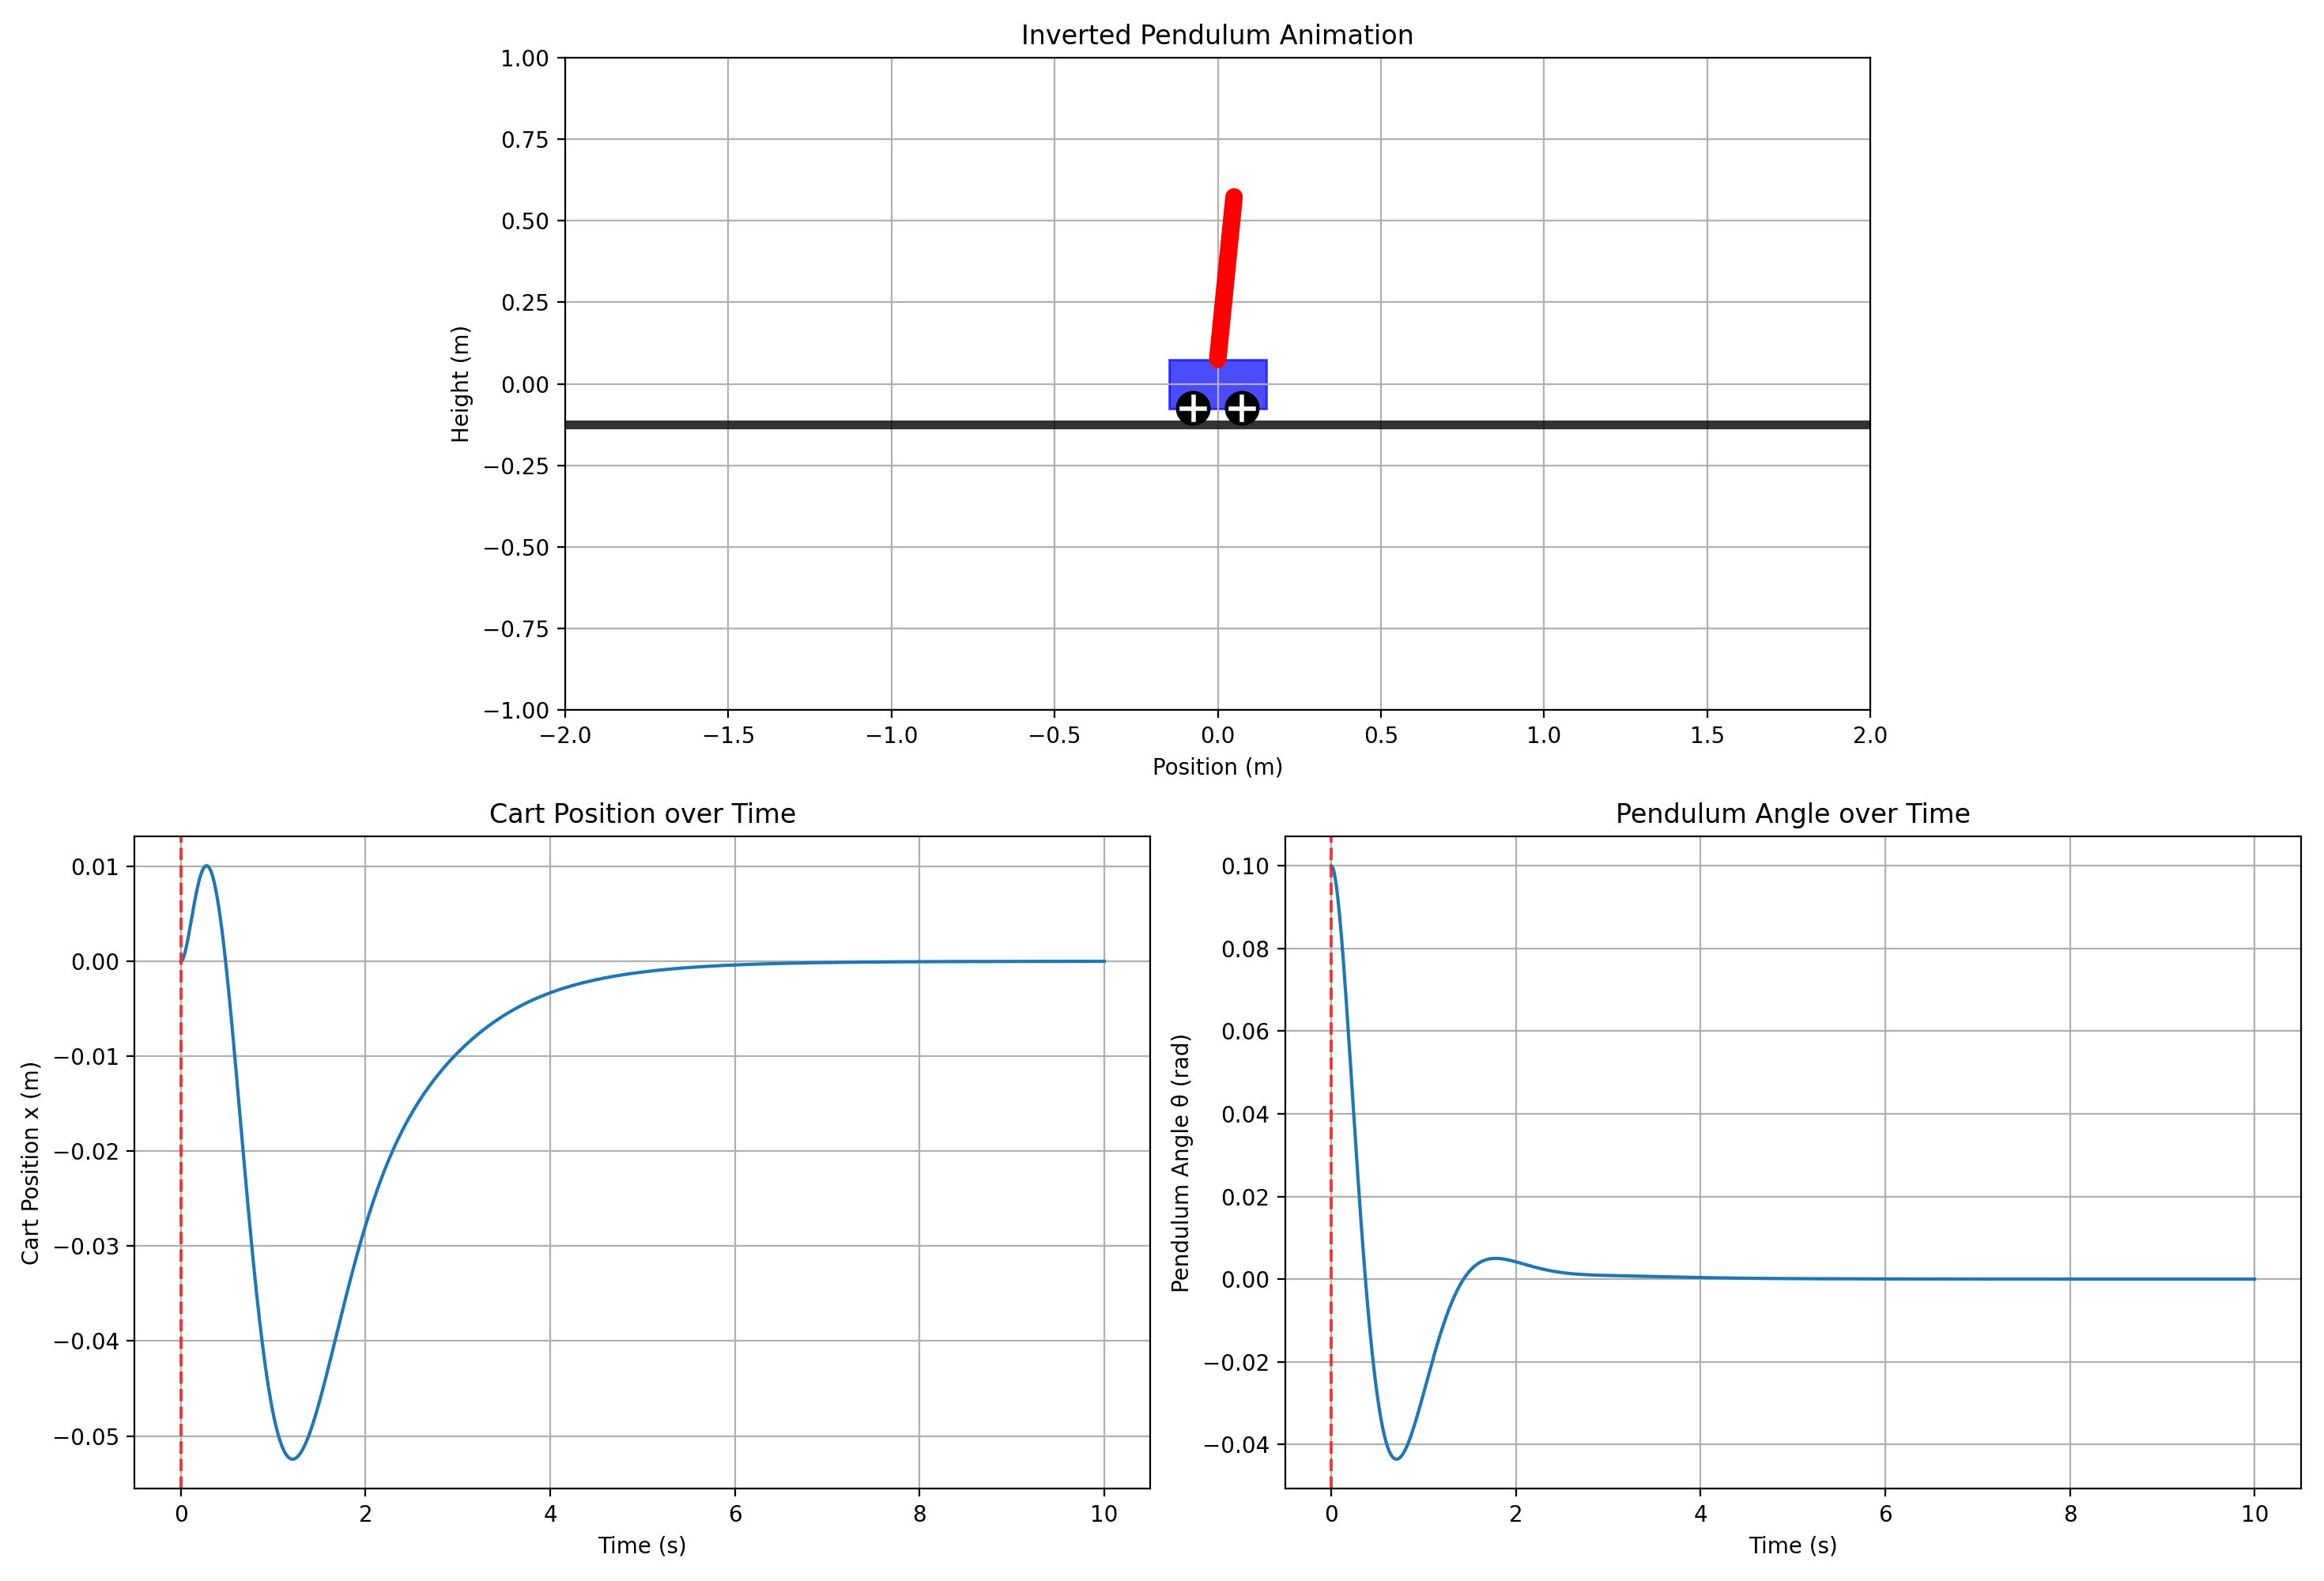 Inverted Pendulum Animation
1.00
0.75
0.50
0.25
0.00
−0.25
−0.50
−0.75
−1.00
Height (m)
−2.0 −1.5 −1.0 −0.5 0.0 0.5 1.0 1.5 2.0
Position (m)
Cart Position over Time
0.01
0.00
−0.01
−0.02
−0.03
−0.04
−0.05
Cart Position x (m)
0 2 4 6 8 10
Time (s)
Pendulum Angle over Time
0.10
0.08
0.06
0.04
0.02
0.00
−0.02
−0.04
Pendulum Angle θ (rad)
0 2 4 6 8 10
Time (s)